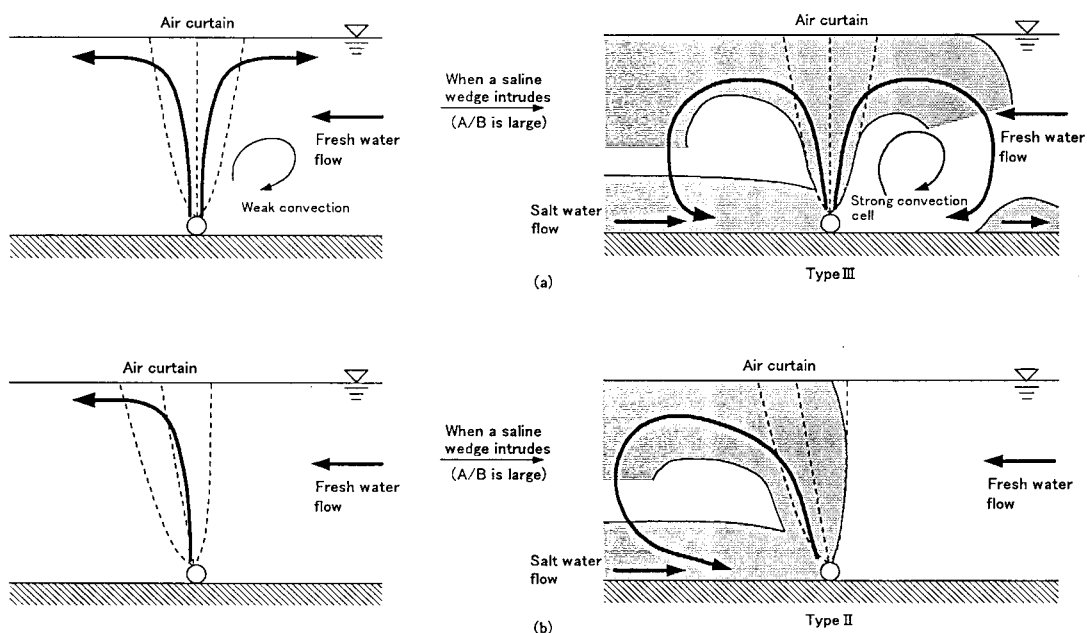 Air curtain
Fresh water
flow
Weak convection
When a saline
wedge intrudes
(A/B is large)
Air curtain
Fresh water
flow
Strong convection
cell
Salt water
flow
Type III
(a)
Air curtain
Fresh water
flow
When a saline
wedge intrudes
(A/B is large)
Air curtain
Fresh water
flow
Salt water
flow
Type II
(b)